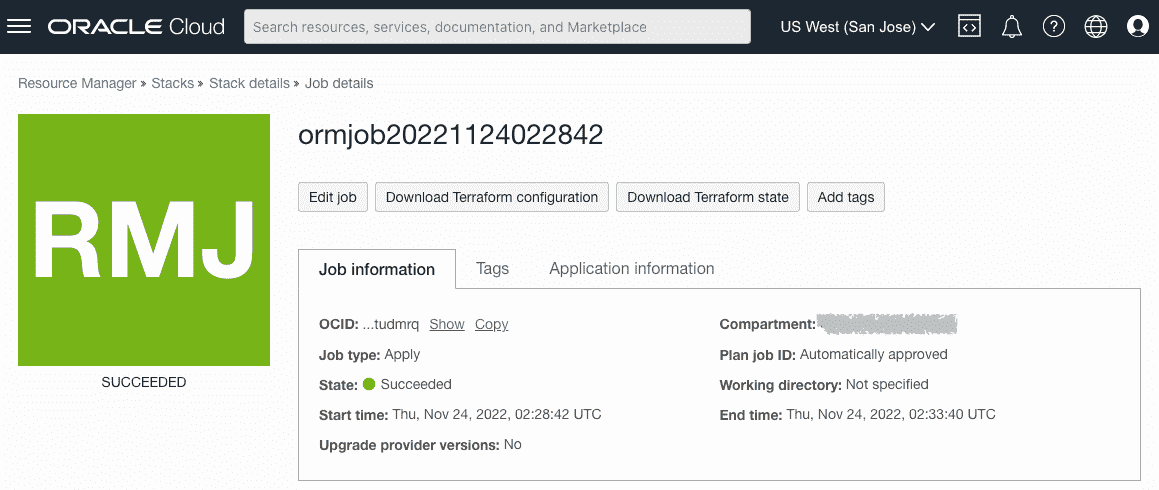 ORACLE Cloud
Search resources, services, documentation, and Marketplace
US West (San Jose)
Resource Manager » Stacks » Stack details » Job details
RMJ
SUCCEEDED
ormjob20221124022842
Edit job
Download Terraform configuration
Download Terraform state
Add tags
Job information
Tags
Application information
OCID: ...tudmrq Show Copy
Job type: Apply
State: Succeeded
Start time: Thu, Nov 24, 2022, 02:28:42 UTC
Upgrade provider versions: No
Compartment:
Plan job ID: Automatically approved
Working directory: Not specified
End time: Thu, Nov 24, 2022, 02:33:40 UTC